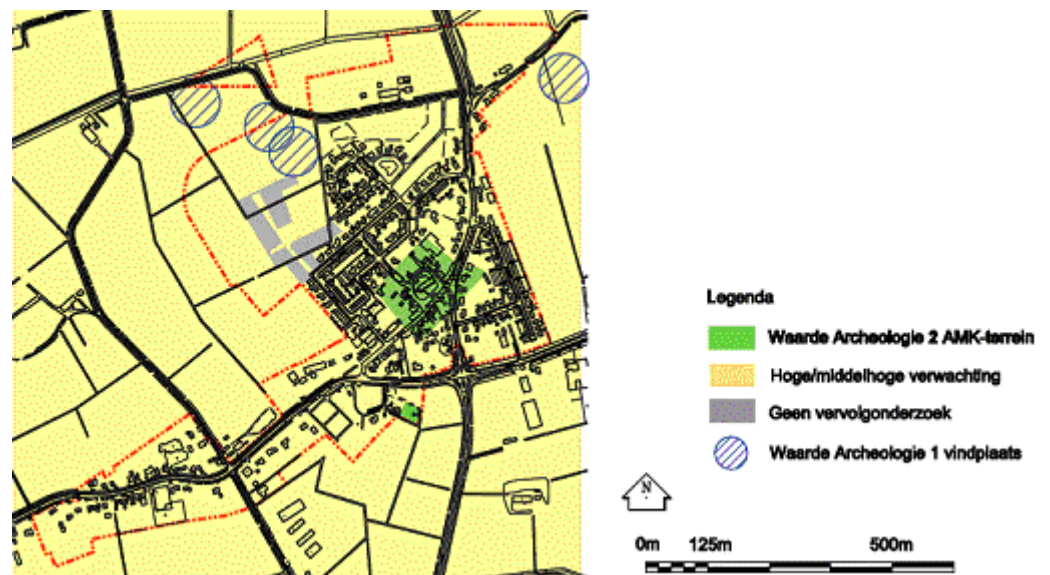 Legenda
Waarde Archeologie 2 AMK-terrein
Hoge/middelhoge verwachting
Geen vervolgonderzoek
Waarde Archeologie 1 vindplaats
N
0m 125m 500m